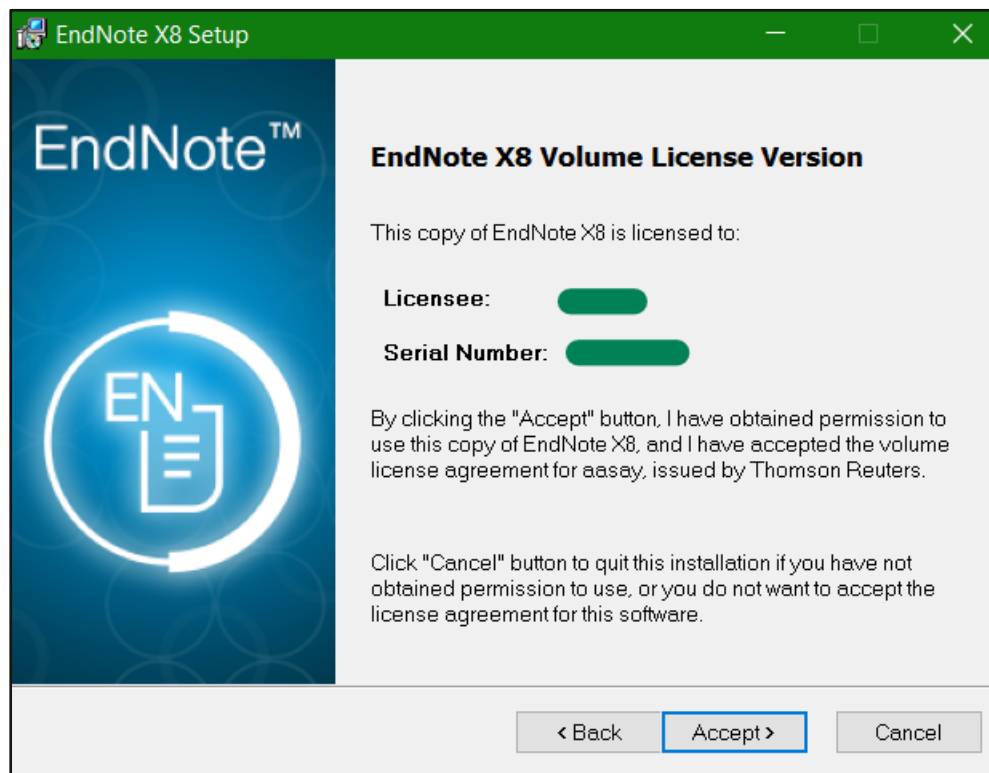 EndNote X8 Setup
EndNote™
EndNote X8 Volume License Version
This copy of EndNote X8 is licensed to:
Licensee:
Serial Number:
By clicking the "Accept" button, I have obtained permission to
use this copy of EndNote X8, and I have accepted the volume
license agreement for aasay, issued by Thomson Reuters.
EN
Click "Cancel" button to quit this installation if you have not
obtained permission to use, or you do not want to accept the
license agreement for this software.
< Back
Accept >
Cancel